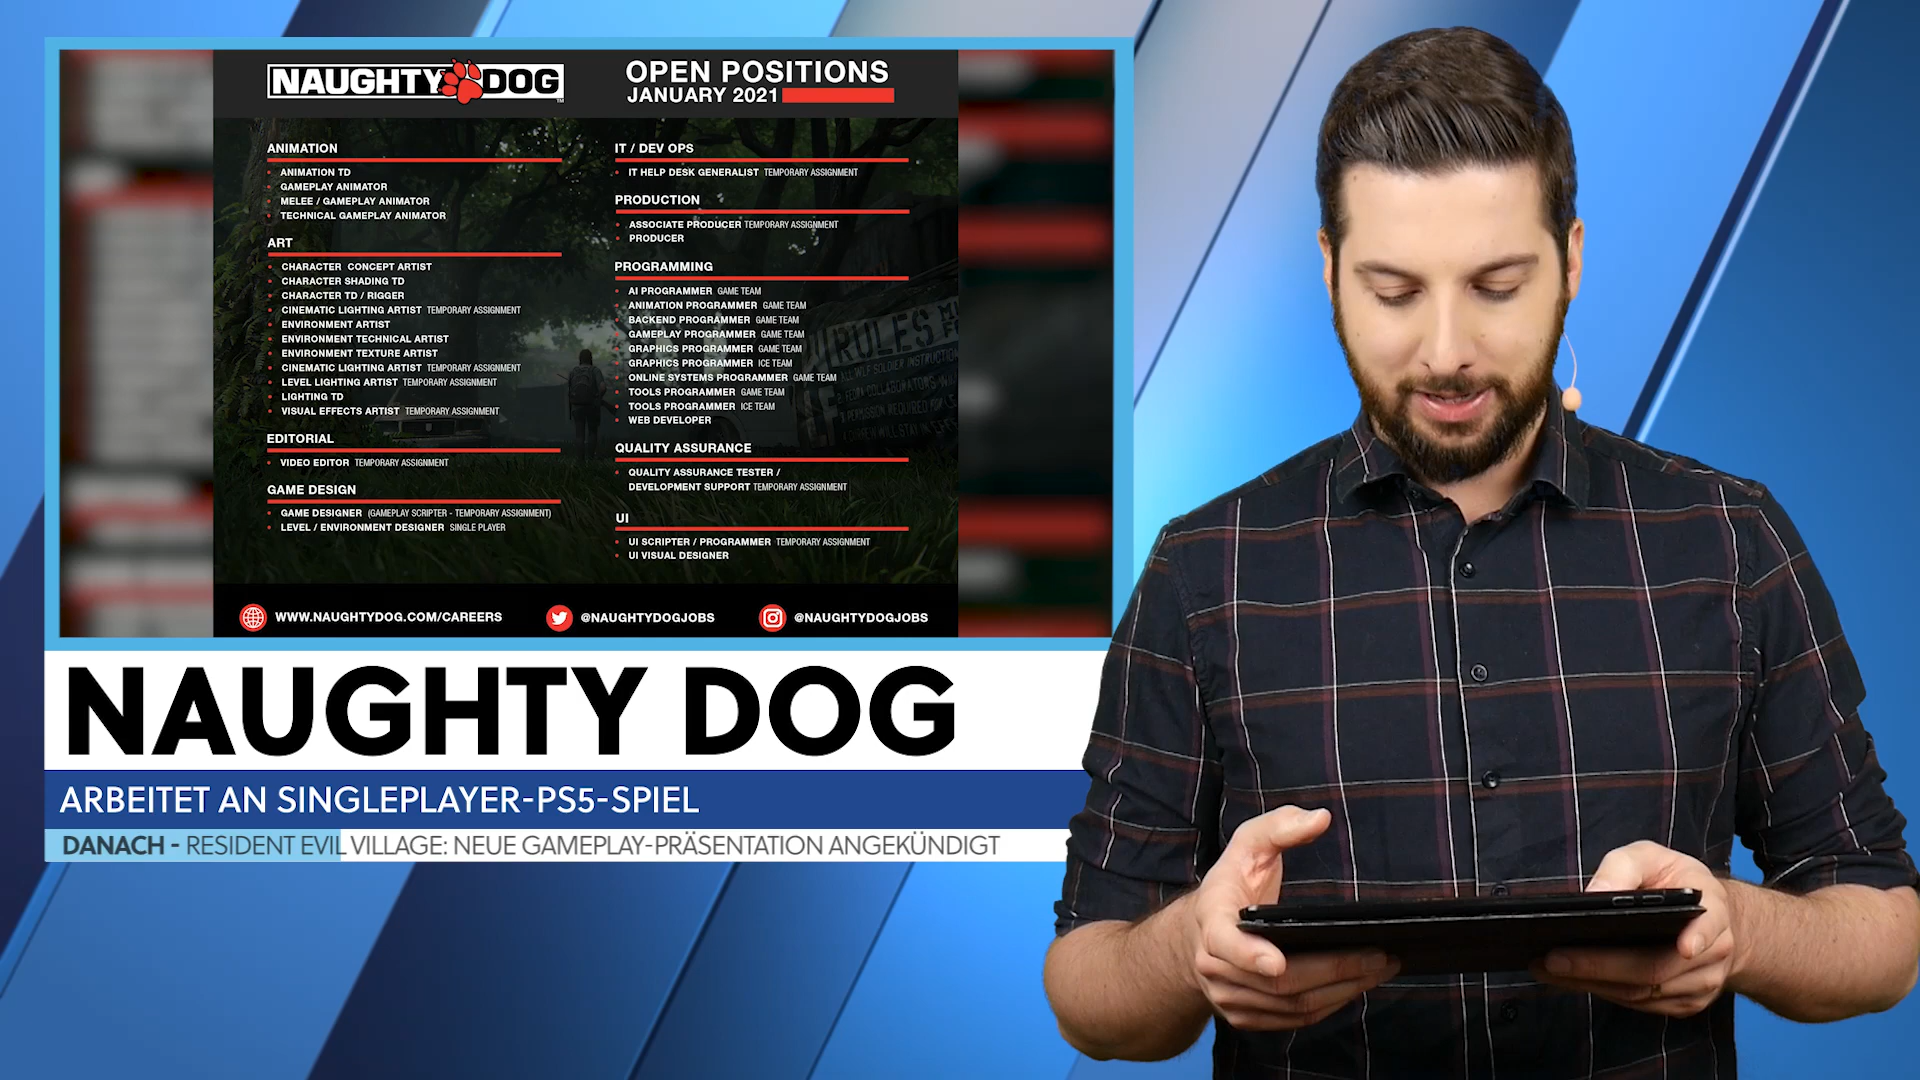 NAUGHTY DOG
OPEN POSITIONS
JANUARY 2021
ANIMATION
ANIMATION TD
GAMEPLAY ANIMATOR
MELEE / GAMEPLAY ANIMATOR
TECHNICAL GAMEPLAY ANIMATOR
ART
CHARACTER CONCEPT ARTIST
CHARACTER SHADING TD
CHARACTER TD / RIGGER
CINEMATIC LIGHTING ARTIST TEMPORARY ASSIGNMENT
ENVIRONMENT ARTIST
ENVIRONMENT TECHNICAL ARTIST
ENVIRONMENT TEXTURE ARTIST
CINEMATIC LIGHTING ARTIST TEMPORARY ASSIGNMENT
LEVEL LIGHTING ARTIST TEMPORARY ASSIGNMENT
LIGHTING TD
VISUAL EFFECTS ARTIST TEMPORARY ASSIGNMENT
EDITORIAL
VIDEO EDITOR TEMPORARY ASSIGNMENT
GAME DESIGN
GAME DESIGNER (GAMEPLAY SCRIPTER - TEMPORARY ASSIGNMENT)
LEVEL / ENVIRONMENT DESIGNER SINGLE PLAYER
IT / DEV OPS
IT HELP DESK GENERALIST TEMPORARY ASSIGNMENT
PRODUCTION
ASSOCIATE PRODUCER TEMPORARY ASSIGNMENT
PRODUCER
PROGRAMMING
AI PROGRAMMER GAME TEAM
ANIMATION PROGRAMMER GAME TEAM
BACKEND PROGRAMMER GAME TEAM
GAMEPLAY PROGRAMMER GAME TEAM
GRAPHICS PROGRAMMER GAME TEAM
GRAPHICS PROGRAMMER ICE TEAM
ONLINE SYSTEMS PROGRAMMER GAME TEAM
TOOLS PROGRAMMER GAME TEAM
TOOLS PROGRAMMER ICE TEAM
WEB DEVELOPER
QUALITY ASSURANCE
QUALITY ASSURANCE TESTER /
DEVELOPMENT SUPPORT TEMPORARY ASSIGNMENT
UI
UI SCRIPTER / PROGRAMMER TEMPORARY ASSIGNMENT
UI VISUAL DESIGNER
RULES
WWW.NAUGHTYDOG.COM/CAREERS
@NAUGHTYDOGJOBS
@NAUGHTYDOGJOBS
NAUGHTY DOG
ARBEITET AN SINGLEPLAYER-PS5-SPIEL
DANACH - RESIDENT EVIL VILLAGE: NEUE GAMEPLAY-PRÄSENTATION ANGEKÜNDIGT